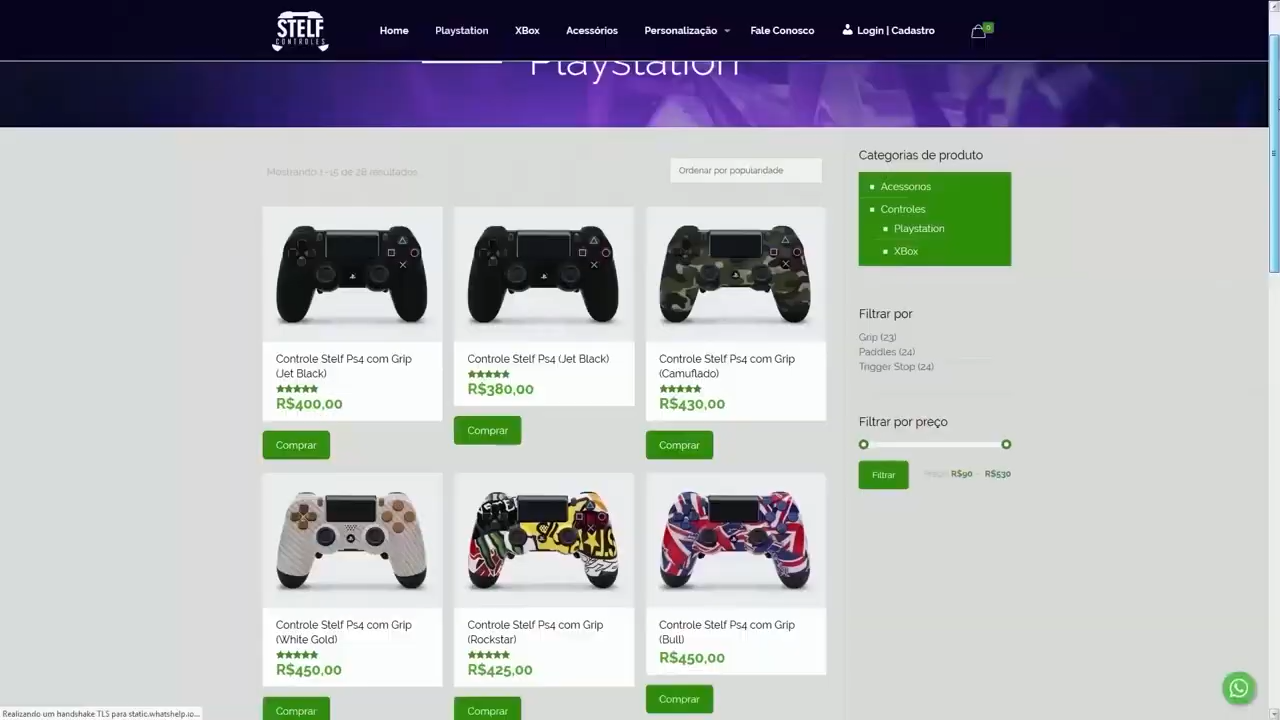 STELF
CONTROLES
Home
Playstation
XBox
Acessórios
Personalização
Fale Conosco
Login | Cadastro
0
Playstation
Mostrando 1–15 de 28 resultados
Ordenar por popularidade
Controle Stelf Ps4 com Grip
(Jet Black)
R$400,00
Comprar
Controle Stelf Ps4 (Jet Black)
R$380,00
Comprar
Controle Stelf Ps4 com Grip
(Camuflado)
R$430,00
Comprar
Controle Stelf Ps4 com Grip
(White Gold)
R$450,00
Comprar
Controle Stelf Ps4 com Grip
(Rockstar)
R$425,00
Comprar
Controle Stelf Ps4 com Grip
(Bull)
R$450,00
Comprar
Categorias de produto
Acessorios
Controles
Playstation
XBox
Filtrar por
Grip (23)
Paddles (24)
Trigger Stop (24)
Filtrar por preço
Filtrar
Preço: R$90 — R$530
Realizando um handshake TLS para static.whatshelp.io...